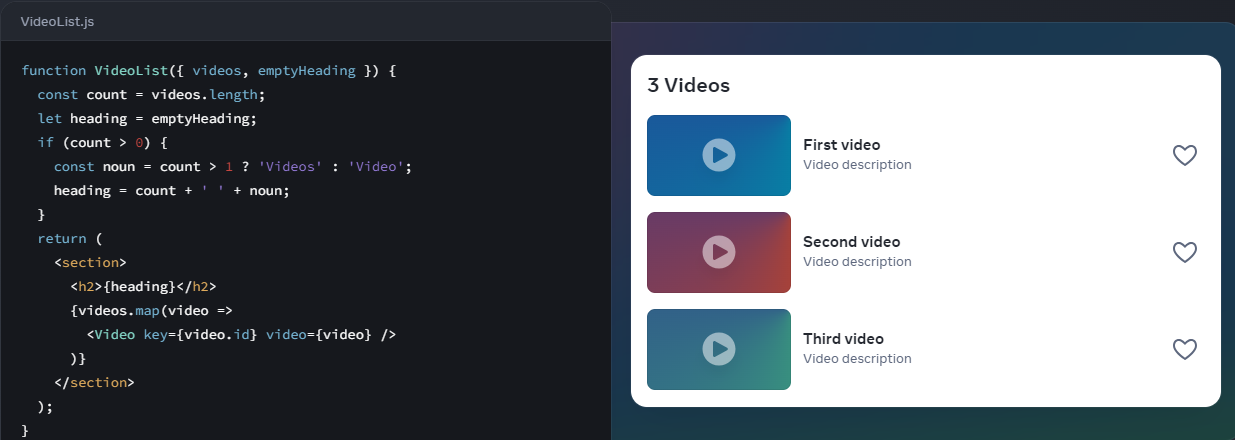 VideoList.js
function VideoList({ videos, emptyHeading }) {
  const count = videos.length;
  let heading = emptyHeading;
  if (count > 0) {
    const noun = count > 1 ? 'Videos' : 'Video';
    heading = count + ' ' + noun;
  }
  return (
    <section>
      <h2>{heading}</h2>
      {videos.map(video =>
        <Video key={video.id} video={video} />
      )}
    </section>
  );
}
3 Videos
First video
Video description
Second video
Video description
Third video
Video description